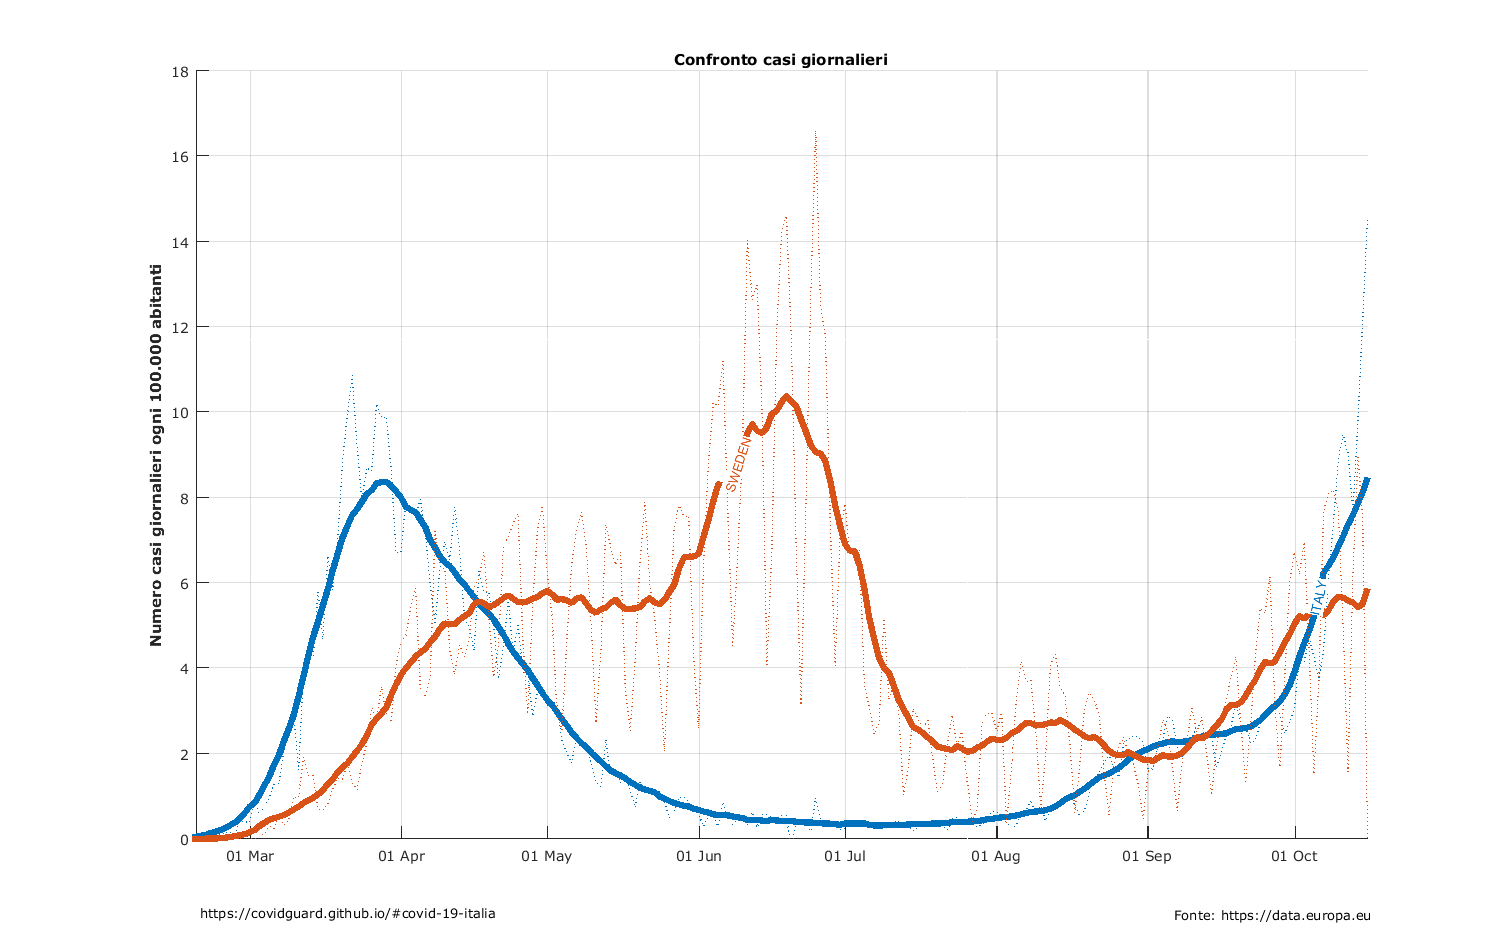 Confronto casi giornalieri
Numero casi giornalieri ogni 100.000 abitanti
18
16
14
12
10
8
6
4
2
0
SWEDEN
ITALY
01 Mar
01 Apr
01 May
01 Jun
01 Jul
01 Aug
01 Sep
01 Oct
https://covidguard.github.io/#covid-19-italia
Fonte: https://data.europa.eu